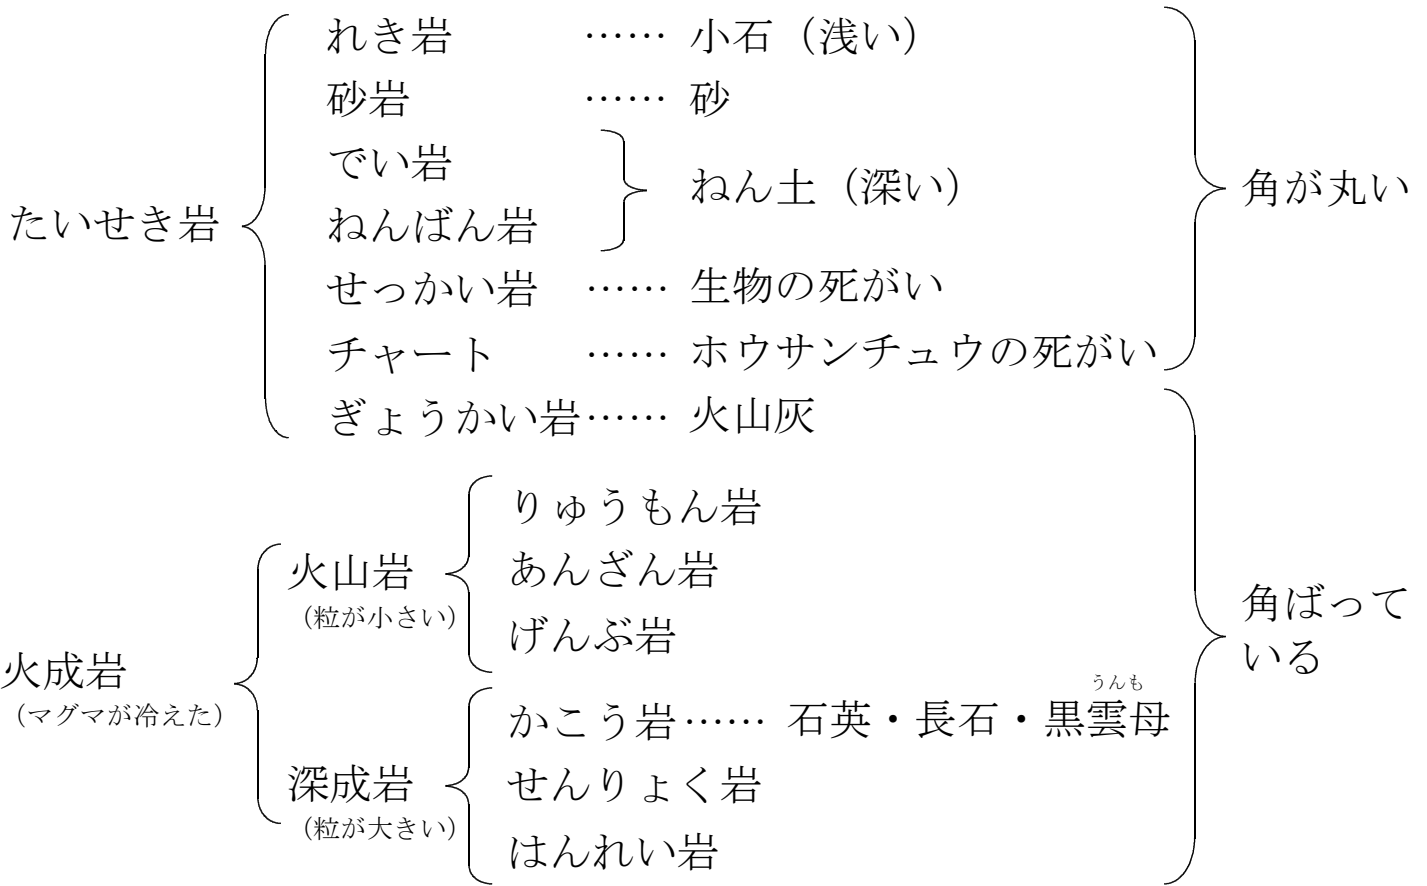 れき岩 …… 小石（浅い）
砂岩 …… 砂
でい岩
ねんばん岩
ねん土（深い）
せっかい岩 …… 生物の死がい
チャート …… ホウサンチュウの死がい
ぎょうかい岩…… 火山灰
たいせき岩
角が丸い
りゅうもん岩
あんざん岩
げんぶ岩
火山岩
（粒が小さい）
火成岩
（マグマが冷えた）
かこう岩…… 石英・長石・黒雲母
うんも
せんりょく岩
はんれい岩
深成岩
（粒が大きい）
角ばって
いる